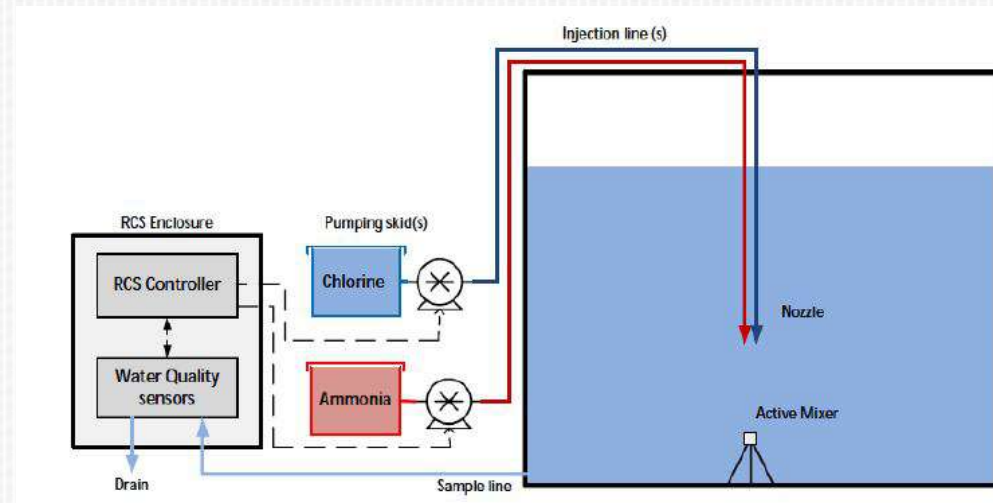 Injection line (s)
RCS Enclosure
Pumping skid(s)
RCS Controller
Chlorine
Nozzle
Water Quality
sensors
Ammonia
Active Mixer
Drain
Sample line